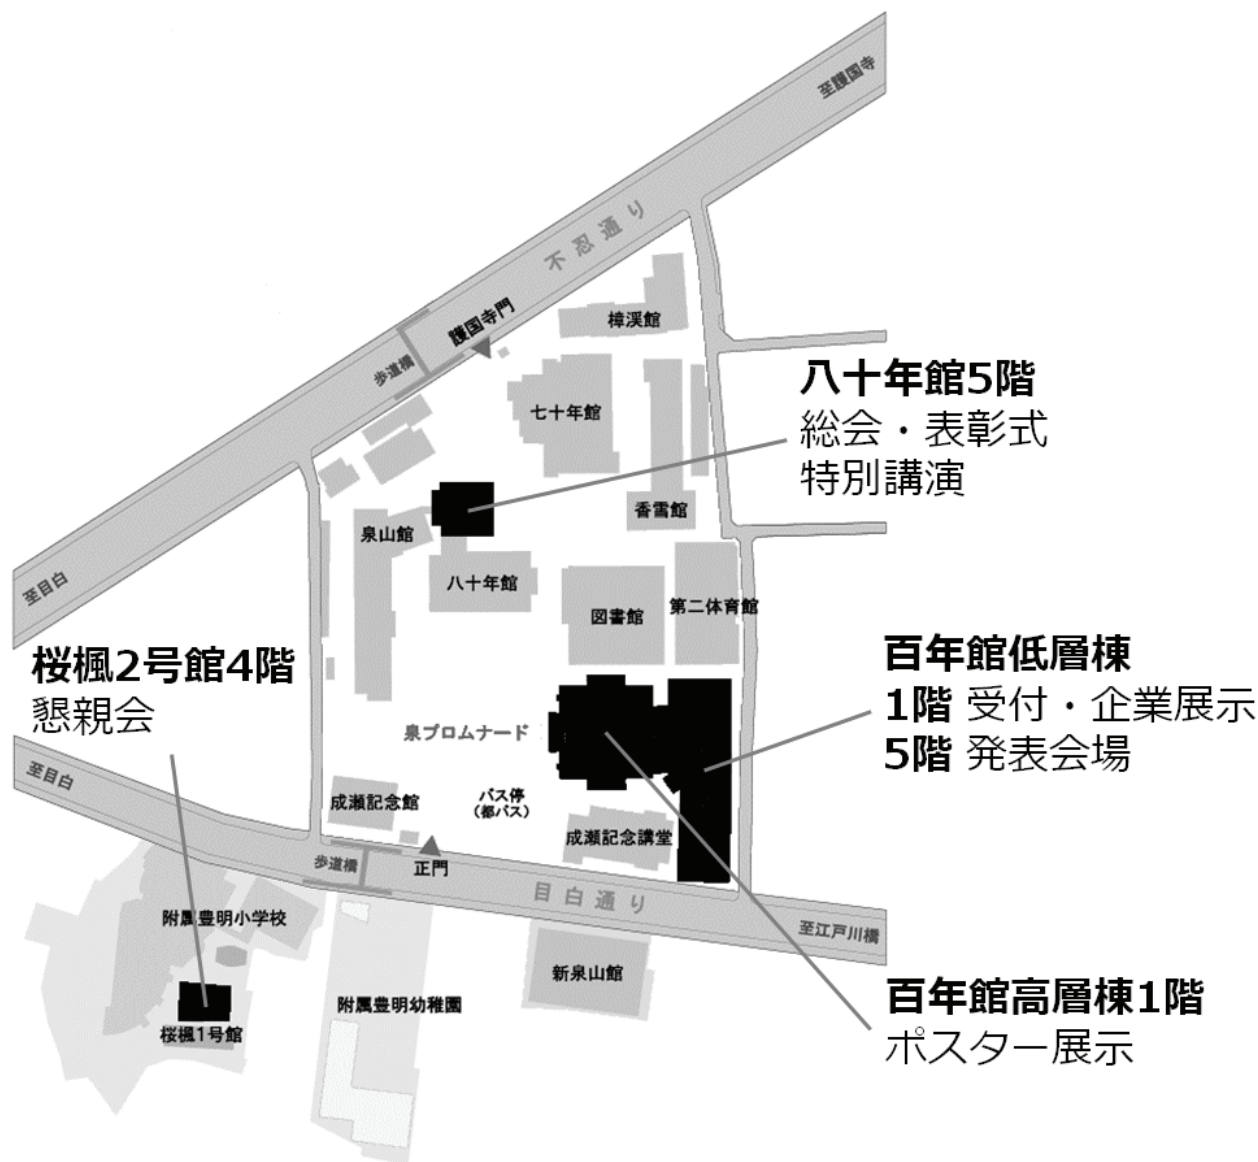 至護国寺
不忍通り
護国寺門
歩道橋
樟渓館
七十年館
八十年館5階
総会・表彰式
特別講演
香雪館
泉山館
八十年館
図書館
第二体育館
至目白
桜楓2号館4階
懇親会
百年館低層棟
1階 受付・企業展示
5階 発表会場
泉プロムナード
至目白
成瀬記念館
バス停
（都バス）
成瀬記念講堂
歩道橋
正門
目白通り
至江戸川橋
附属豊明小学校
新泉山館
附属豊明幼稚園
桜楓1号館
百年館高層棟1階
ポスター展示